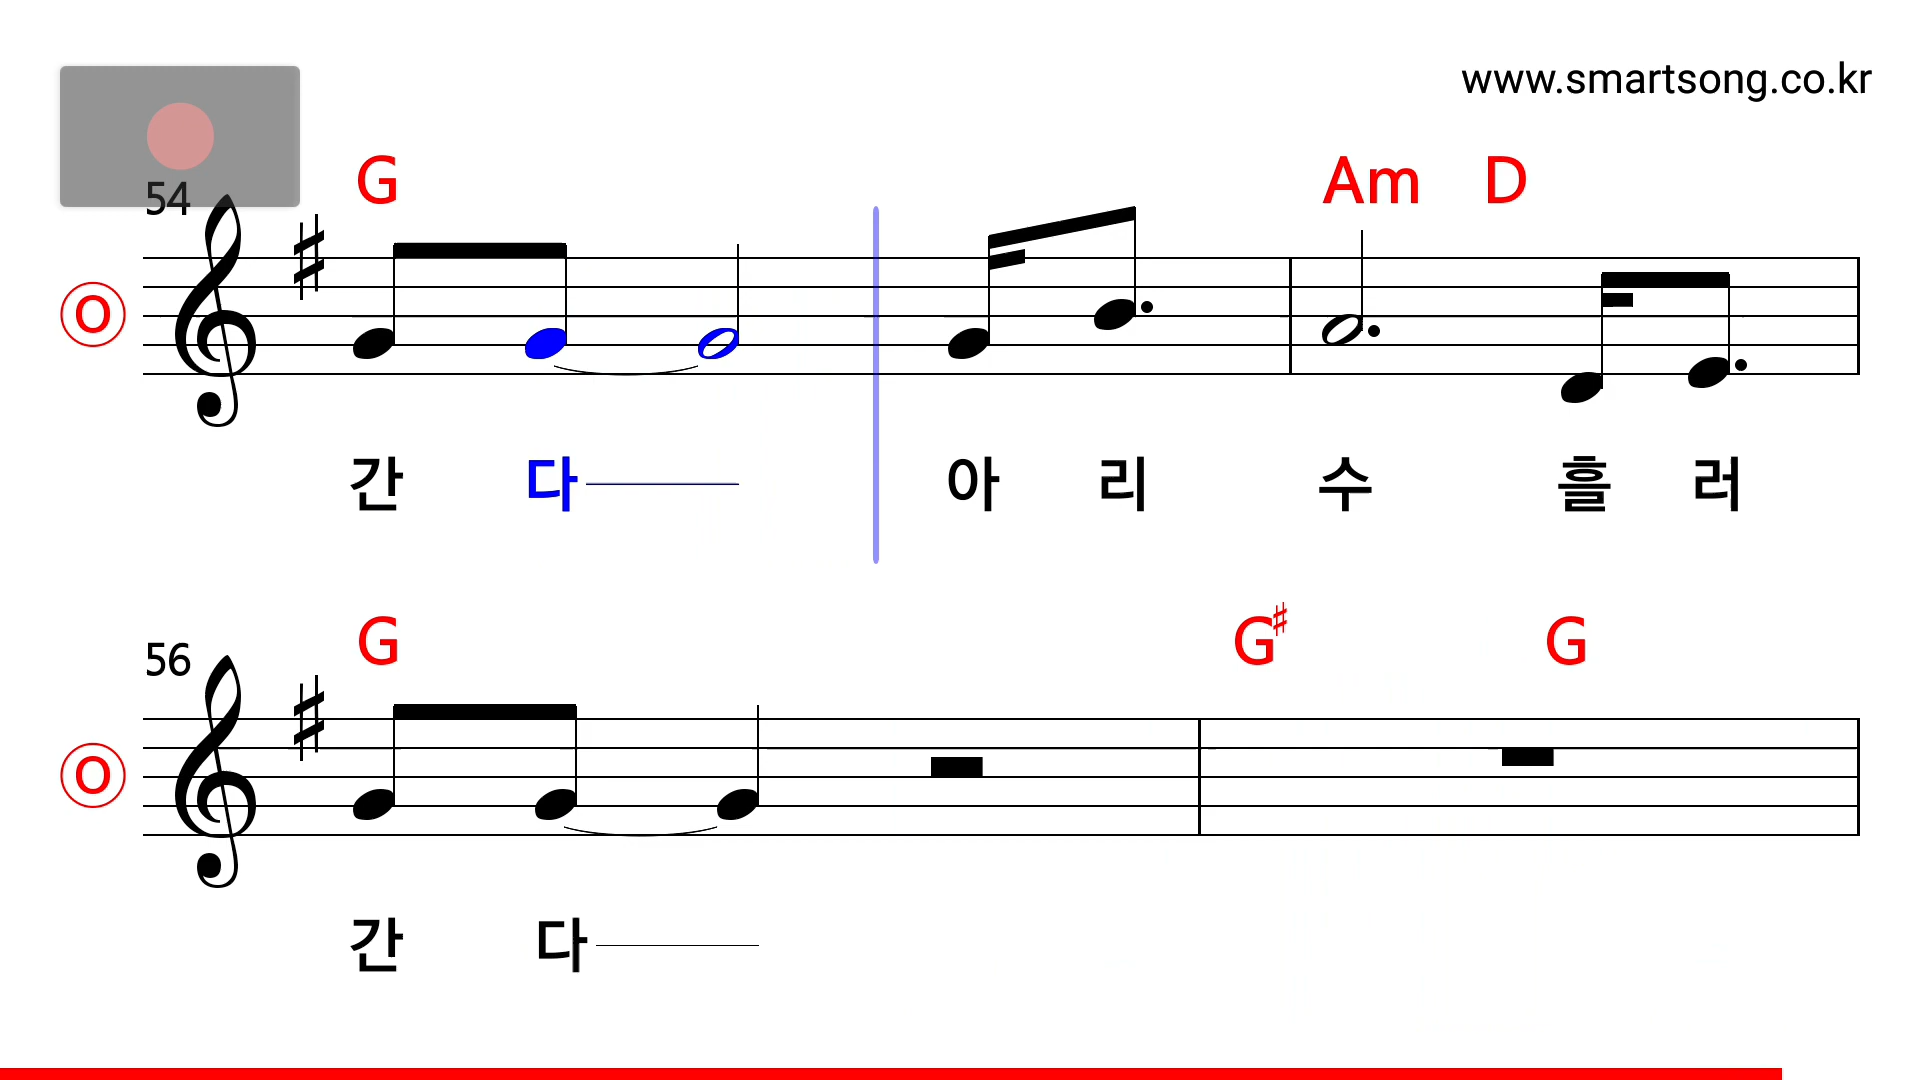 www.smartsong.co.kr
54 G Am D
O
간 다 아 리 수 흘 러
56 G G♯ G
O
간 다